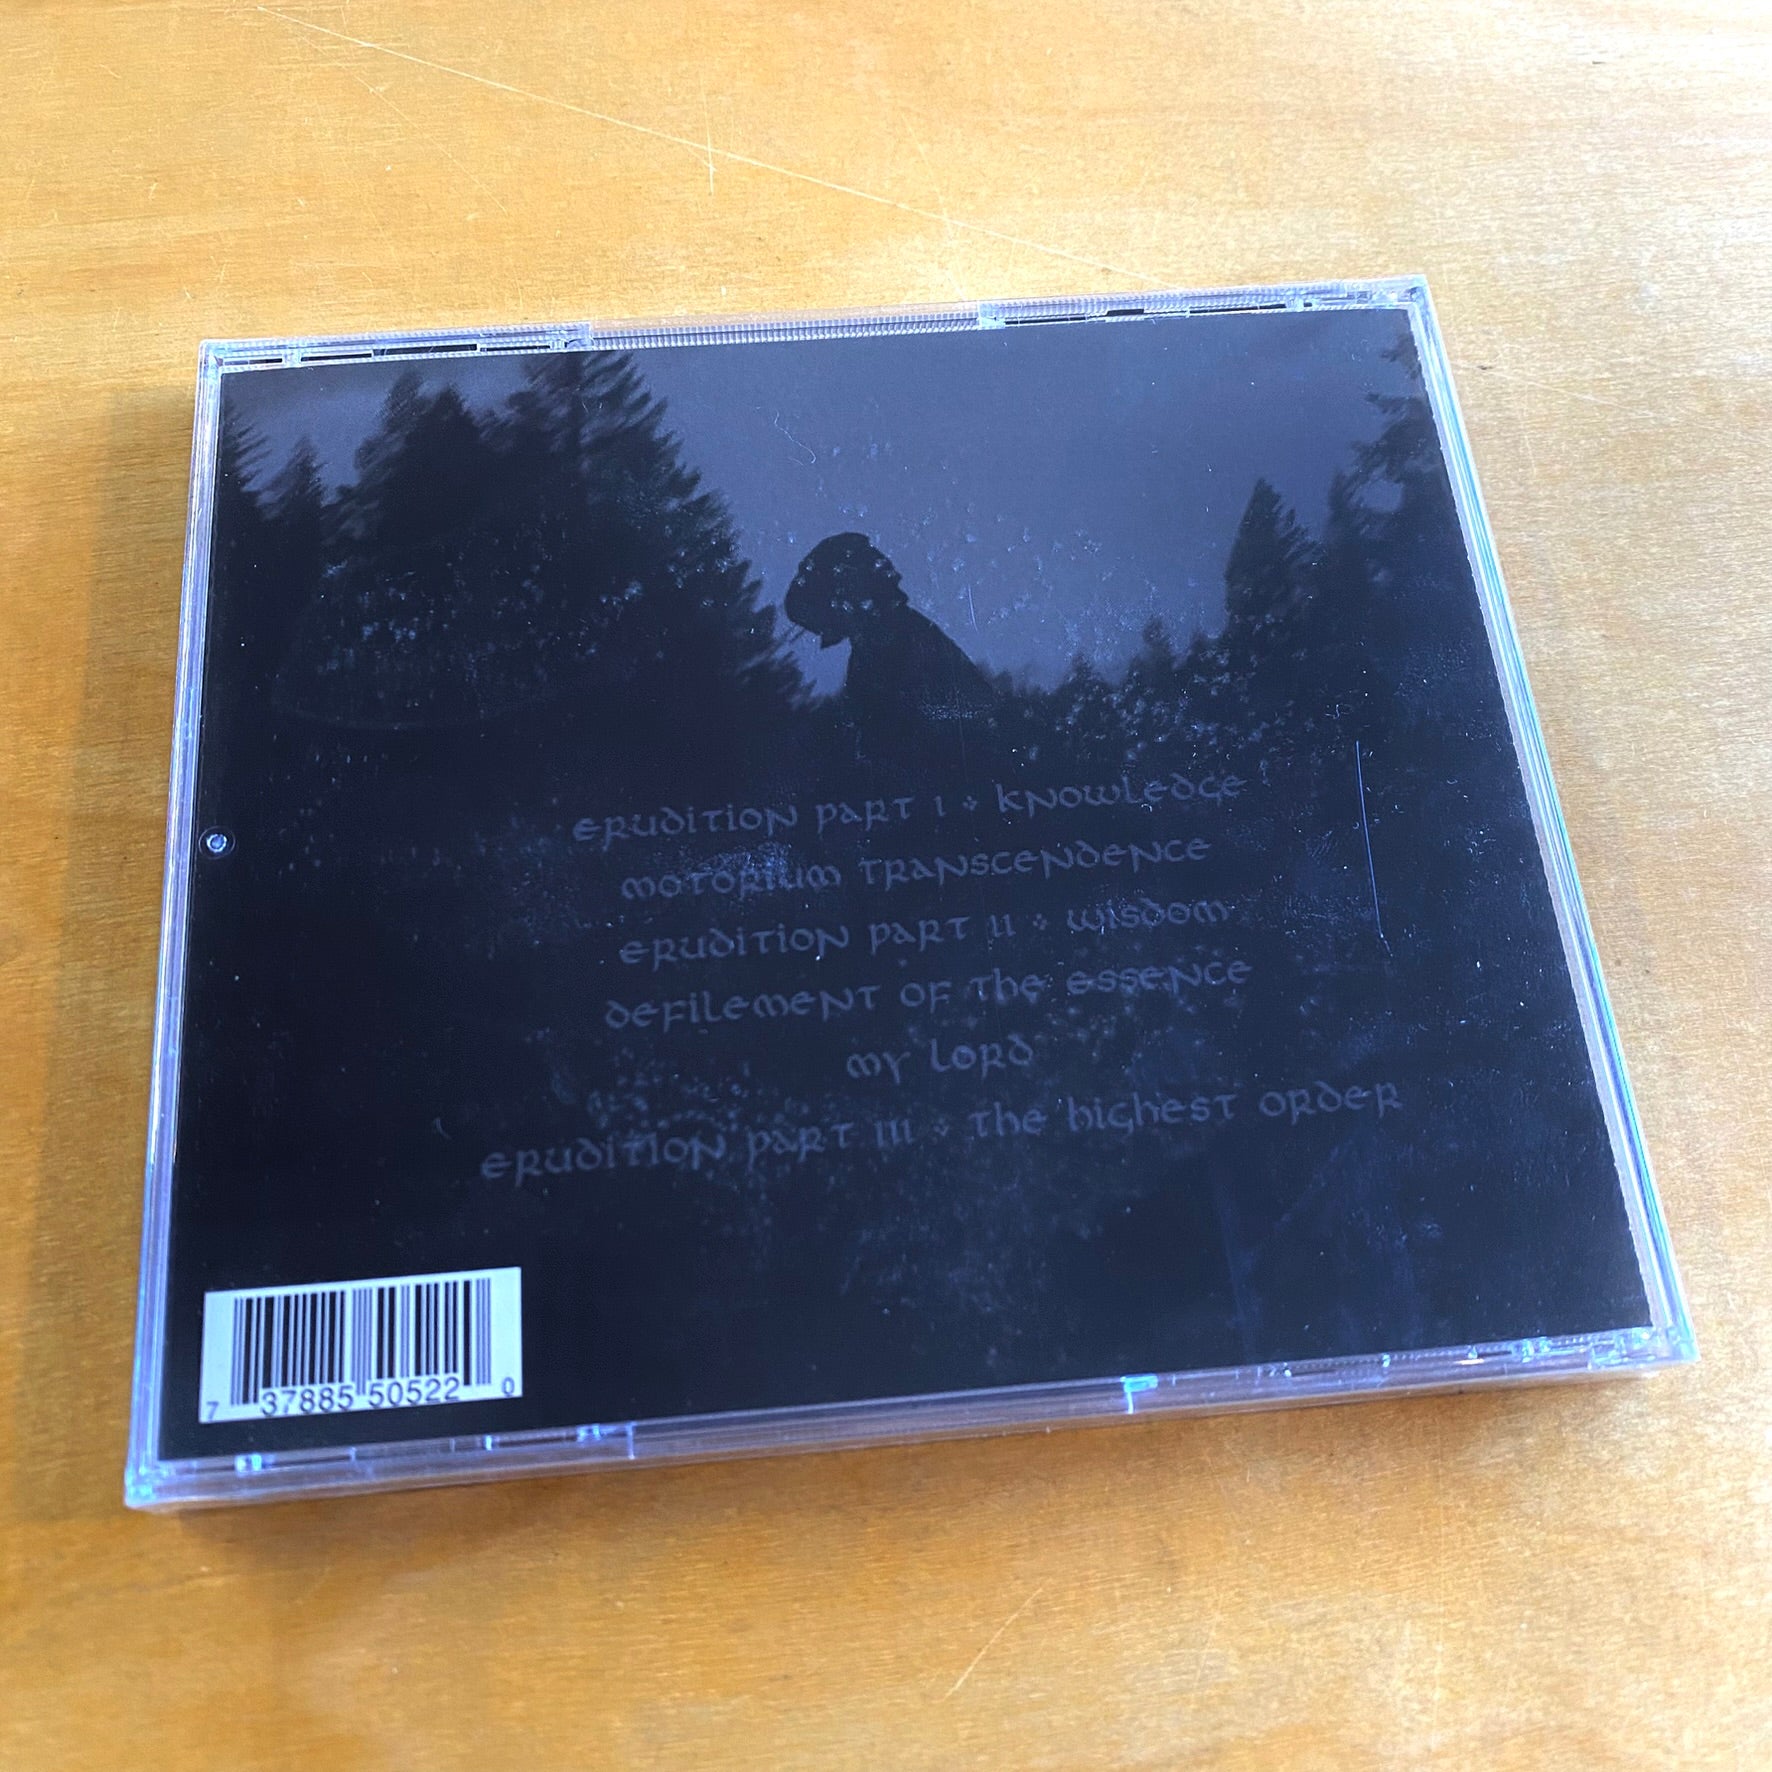 Erudition Part I ⁘ Knowledge
Motorium Transcendence
Erudition Part II ⁘ Wisdom
Defilement of the Essence
My Lord
Erudition Part III ⁘ The Highest Order
7 37885 50522 0